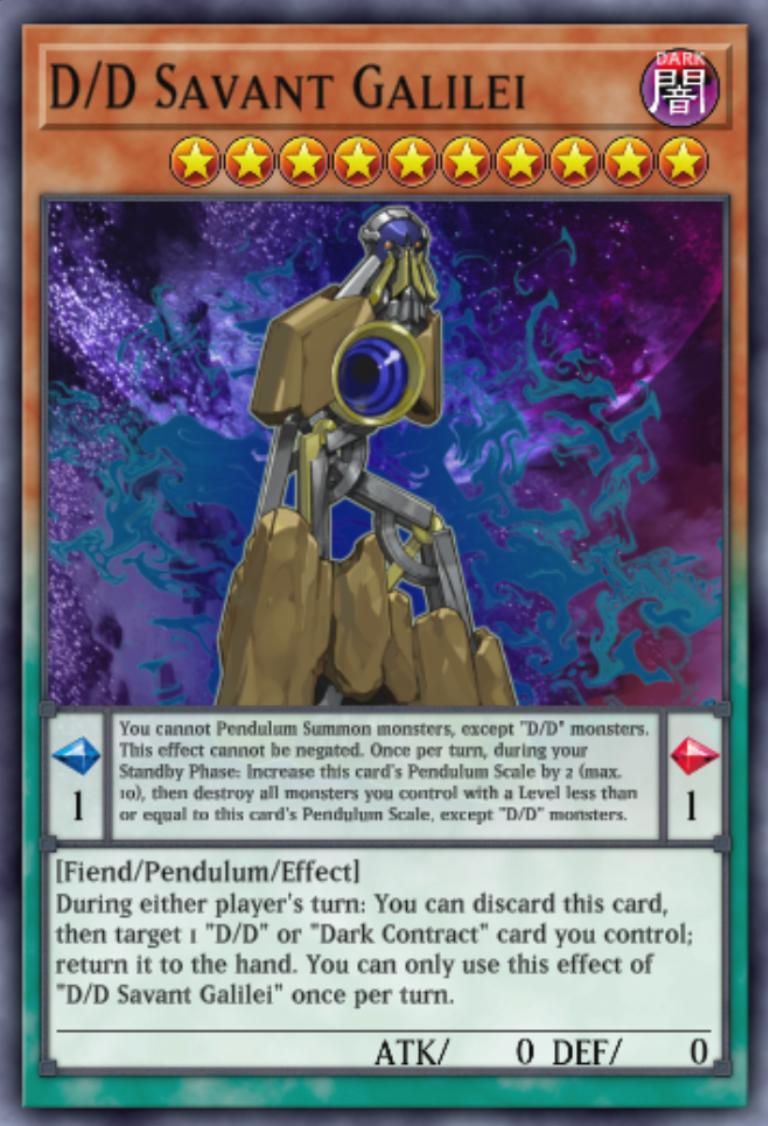 D/D Savant Galilei
DARK
闇
You cannot Pendulum Summon monsters, except "D/D" monsters.
This effect cannot be negated. Once per turn, during your
Standby Phase: Increase this card's Pendulum Scale by 2 (max.
10), then destroy all monsters you control with a Level less than
or equal to this card's Pendulum Scale, except "D/D" monsters.
1
1
[Fiend/Pendulum/Effect]
During either player's turn: You can discard this card,
then target 1 "D/D" or "Dark Contract" card you control;
return it to the hand. You can only use this effect of
"D/D Savant Galilei" once per turn.
ATK/ 0 DEF/ 0